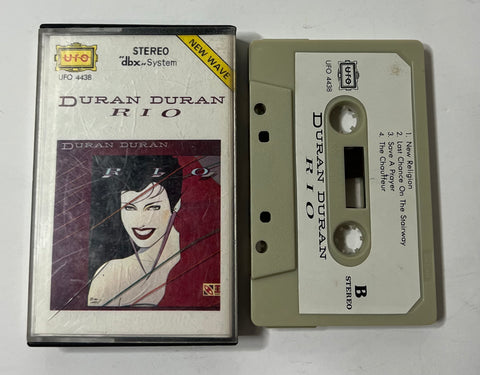 UFO
UFO 4438
STEREO
"dbx" System
NEW WAVE
DURAN DURAN
RIO
DURAN DURAN
RIO
UFO
UFO 4438
DURAN DURAN
RIO
1. New Religion
2. Last Chance On The Stairway
3. Save A Prayer
4. The Chauffeur
B
STEREO